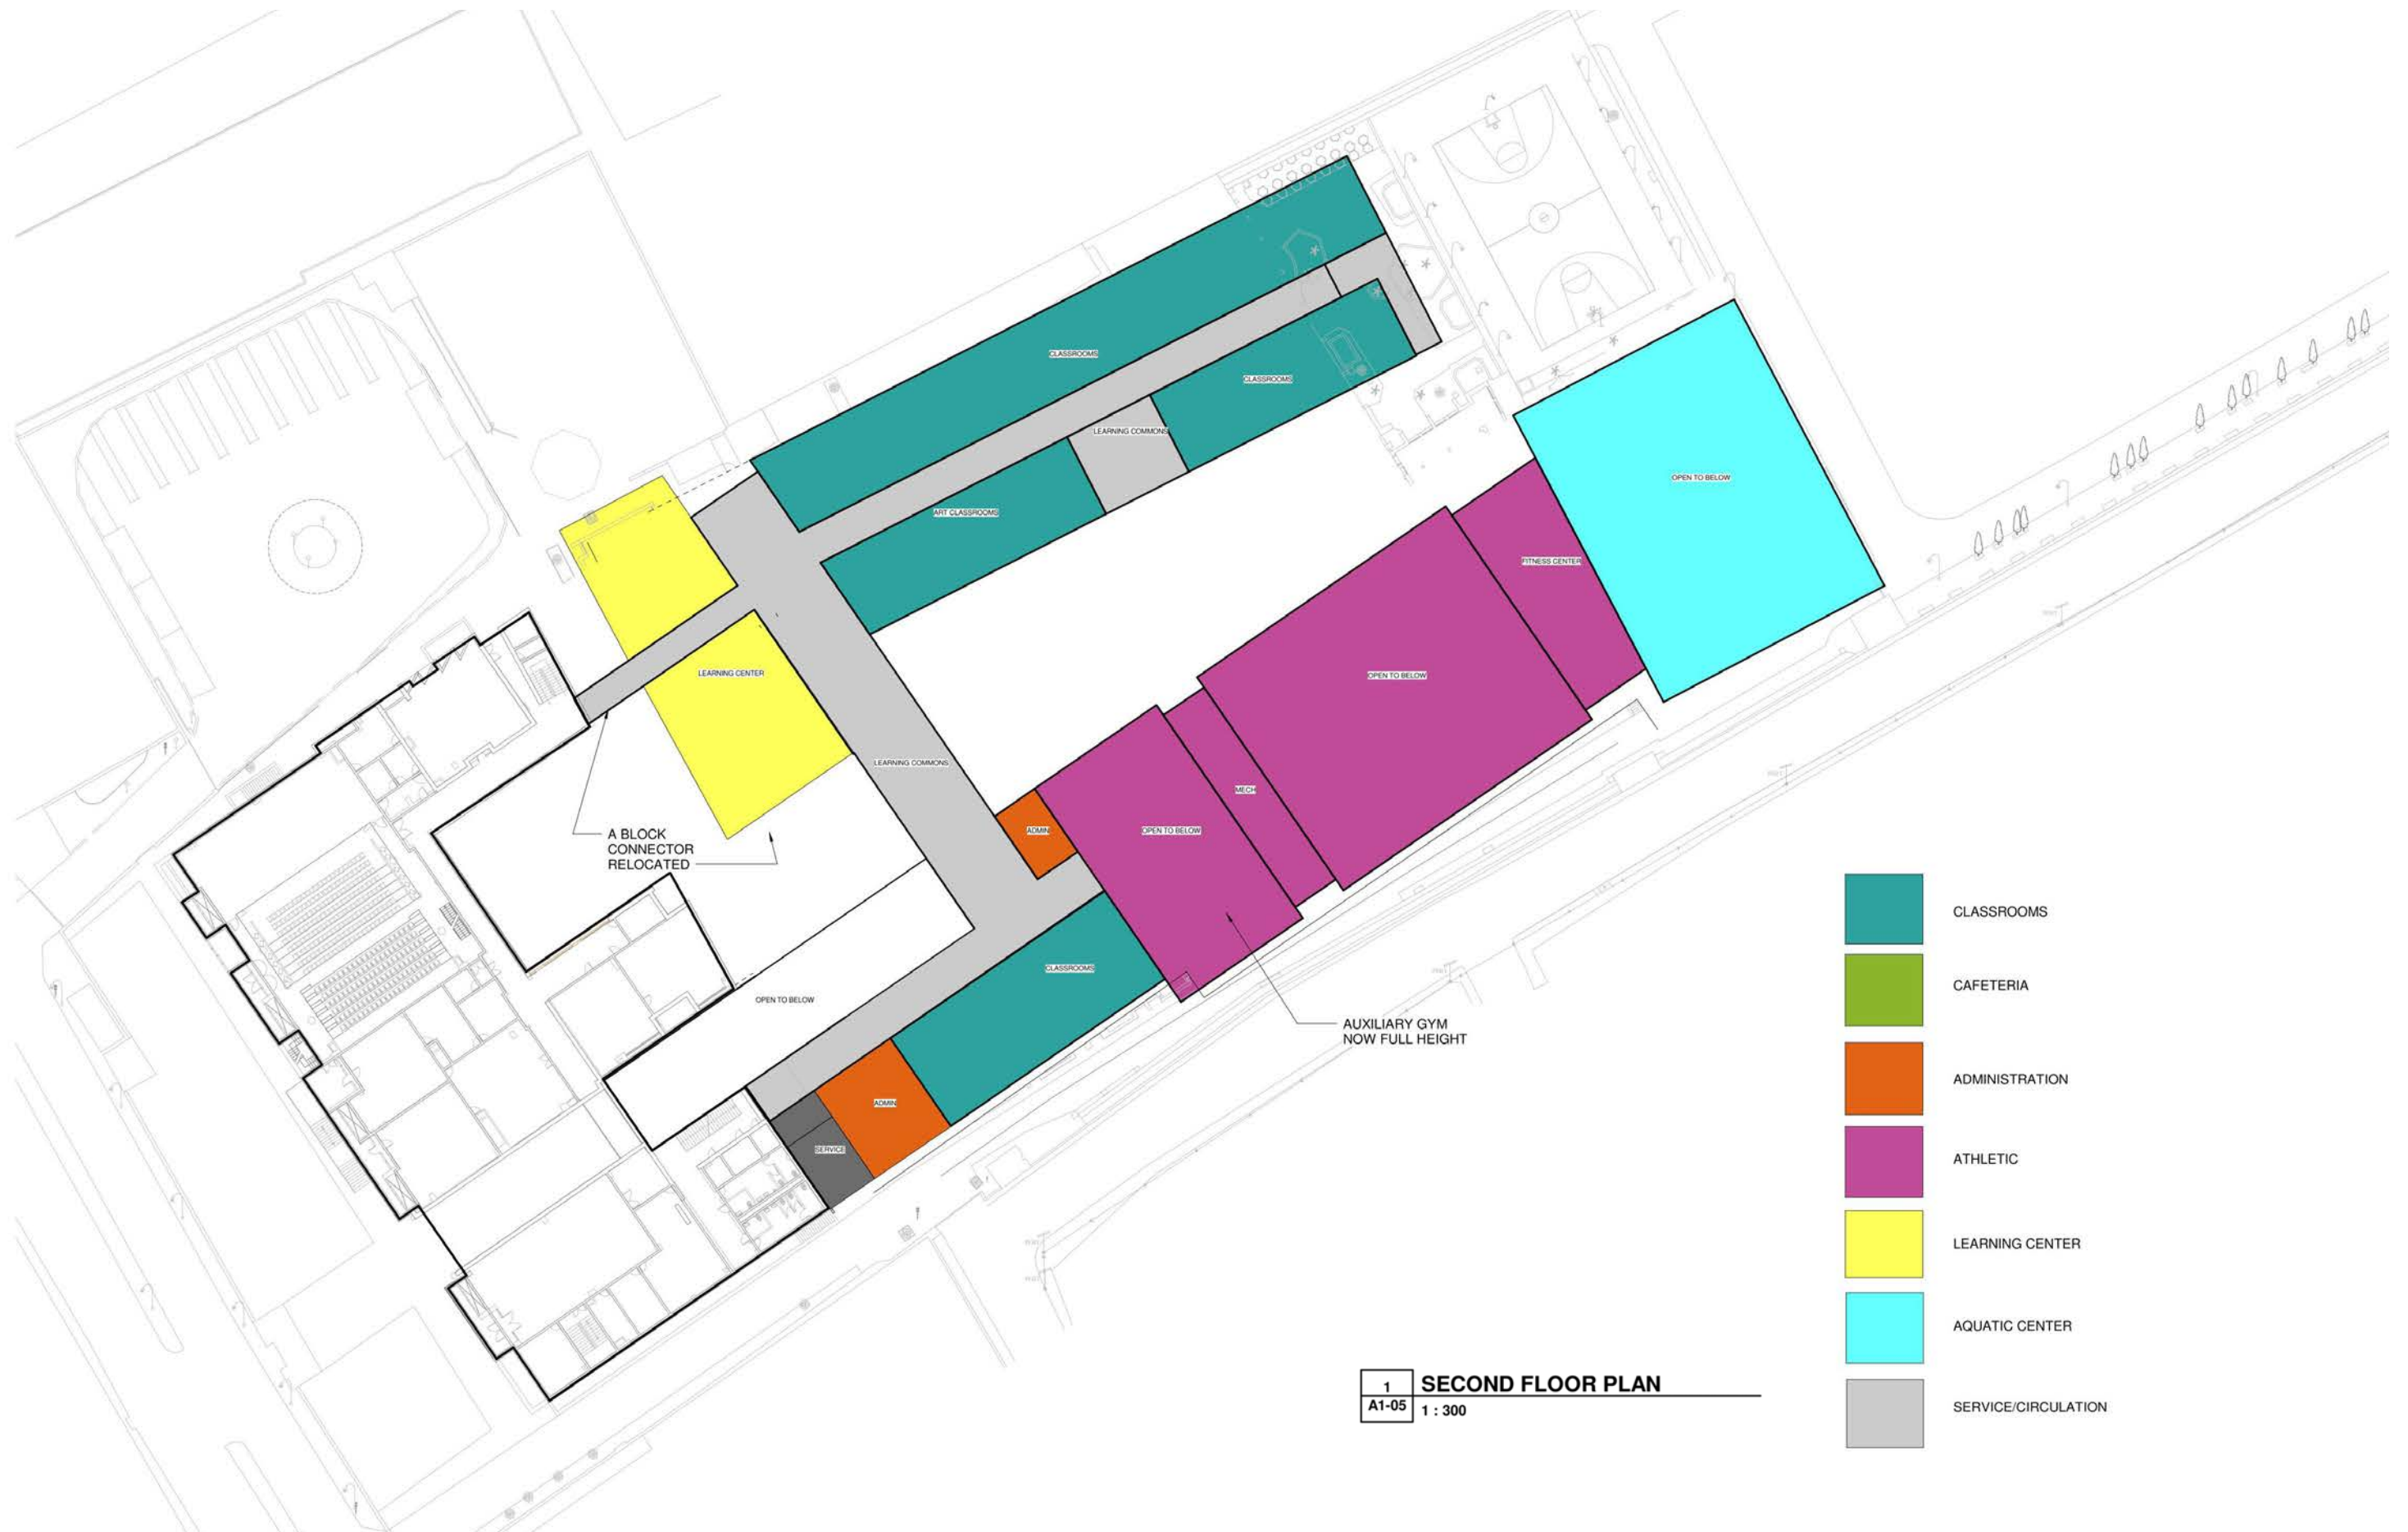 CLASSROOMS
CLASSROOMS
LEARNING COMMONS
OPEN TO BELOW
ART CLASSROOMS
FITNESS CENTER
LEARNING CENTER
OPEN TO BELOW
LEARNING COMMONS
MECH
ADMIN
OPEN TO BELOW
A BLOCK
CONNECTOR
RELOCATED
CLASSROOMS
OPEN TO BELOW
AUXILIARY GYM
NOW FULL HEIGHT
ADMIN
SERVICE
CLASSROOMS
CAFETERIA
ADMINISTRATION
ATHLETIC
LEARNING CENTER
AQUATIC CENTER
SERVICE/CIRCULATION
1
SECOND FLOOR PLAN
A1-05
1 : 300